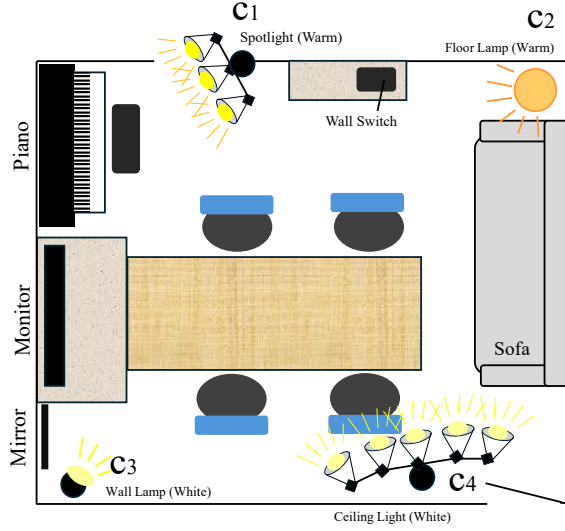 C1
C2
Spotlight (Warm)
Floor Lamp (Warm)
Wall Switch
Piano
Monitor
Sofa
Mirror
C3
C4
Wall Lamp (White)
Ceiling Light (White)